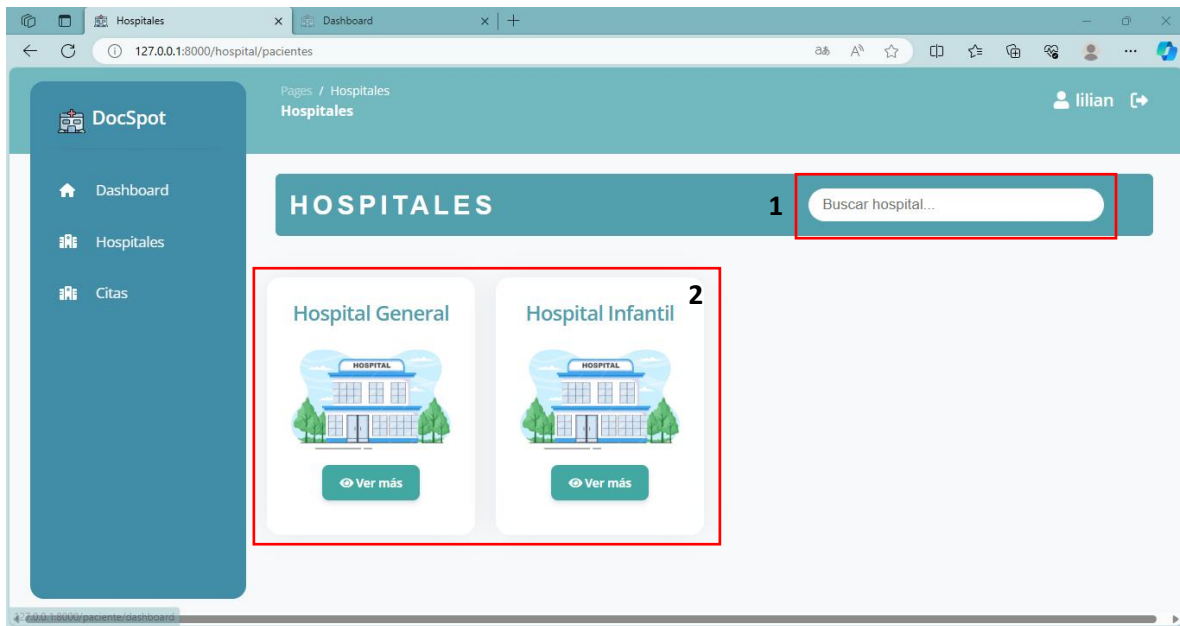 Hospitales
Dashboard
127.0.0.1:8000/hospital/pacientes
Pages / Hospitales
Hospitales
lilian
DocSpot
Dashboard
Hospitales
Citas
HOSPITALES
1
Buscar hospital...
2
Hospital General
Hospital Infantil
HOSPITAL
HOSPITAL
Ver más
Ver más
127.0.0.1:8000/paciente/dashboard